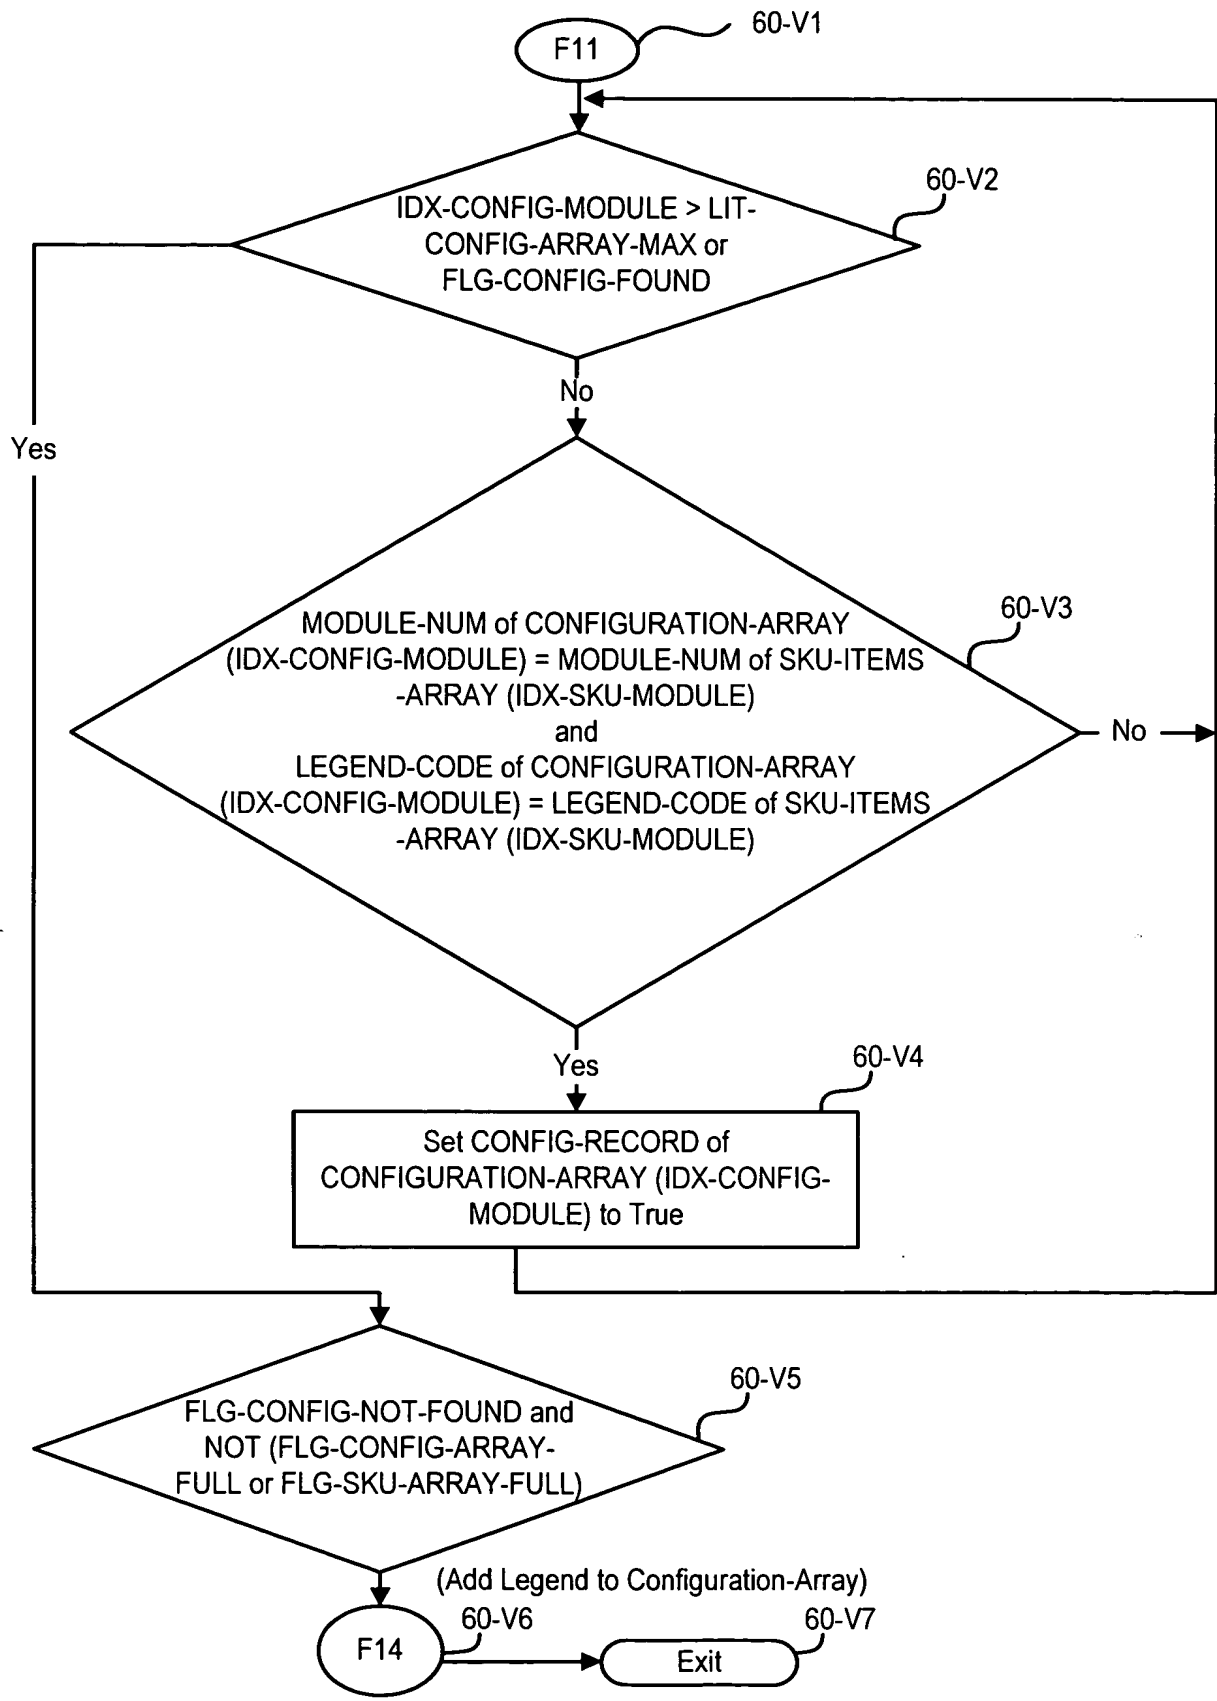 F11
60-V1
60-V2
IDX-CONFIG-MODULE > LIT-
CONFIG-ARRAY-MAX or
FLG-CONFIG-FOUND
No
Yes
60-V3
MODULE-NUM of CONFIGURATION-ARRAY
(IDX-CONFIG-MODULE) = MODULE-NUM of SKU-ITEMS
-ARRAY (IDX-SKU-MODULE)
and
LEGEND-CODE of CONFIGURATION-ARRAY
(IDX-CONFIG-MODULE) = LEGEND-CODE of SKU-ITEMS
-ARRAY (IDX-SKU-MODULE)
No
Yes
60-V4
Set CONFIG-RECORD of
CONFIGURATION-ARRAY (IDX-CONFIG-
MODULE) to True
60-V5
FLG-CONFIG-NOT-FOUND and
NOT (FLG-CONFIG-ARRAY-
FULL or FLG-SKU-ARRAY-FULL)
(Add Legend to Configuration-Array)
60-V6
60-V7
F14
Exit